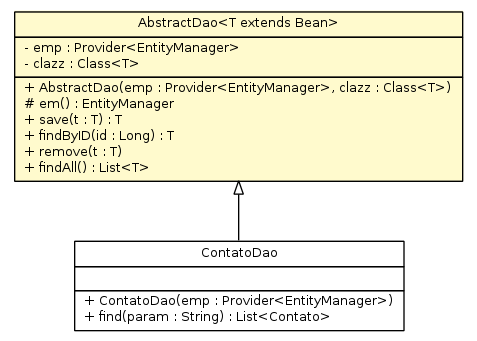 AbstractDao<T extends Bean>
- emp : Provider<EntityManager>
- clazz : Class<T>
+ AbstractDao(emp : Provider<EntityManager>, clazz : Class<T>)
# em() : EntityManager
+ save(t : T) : T
+ findByID(id : Long) : T
+ remove(t : T)
+ findAll() : List<T>
ContatoDao
+ ContatoDao(emp : Provider<EntityManager>)
+ find(param : String) : List<Contato>